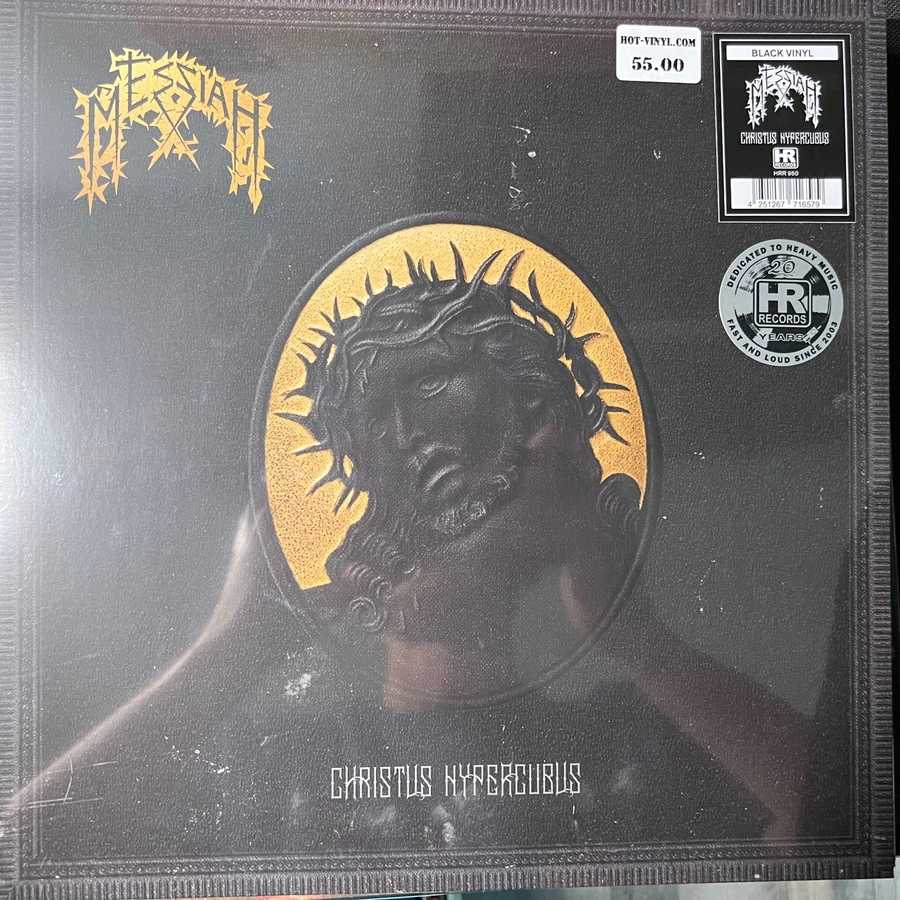 MESSIAH
HOT-VINYL.COM
55.00
BLACK VINYL
MESSIAH
CHRISTUS HYPERCUBUS
HR
RECORDS
HRR 950
4 251267 716579
DEDICATED TO HEAVY MUSIC
20
HR
RECORDS
YEARS
FAST AND LOUD SINCE 2003
CHRISTUS HYPERCUBUS